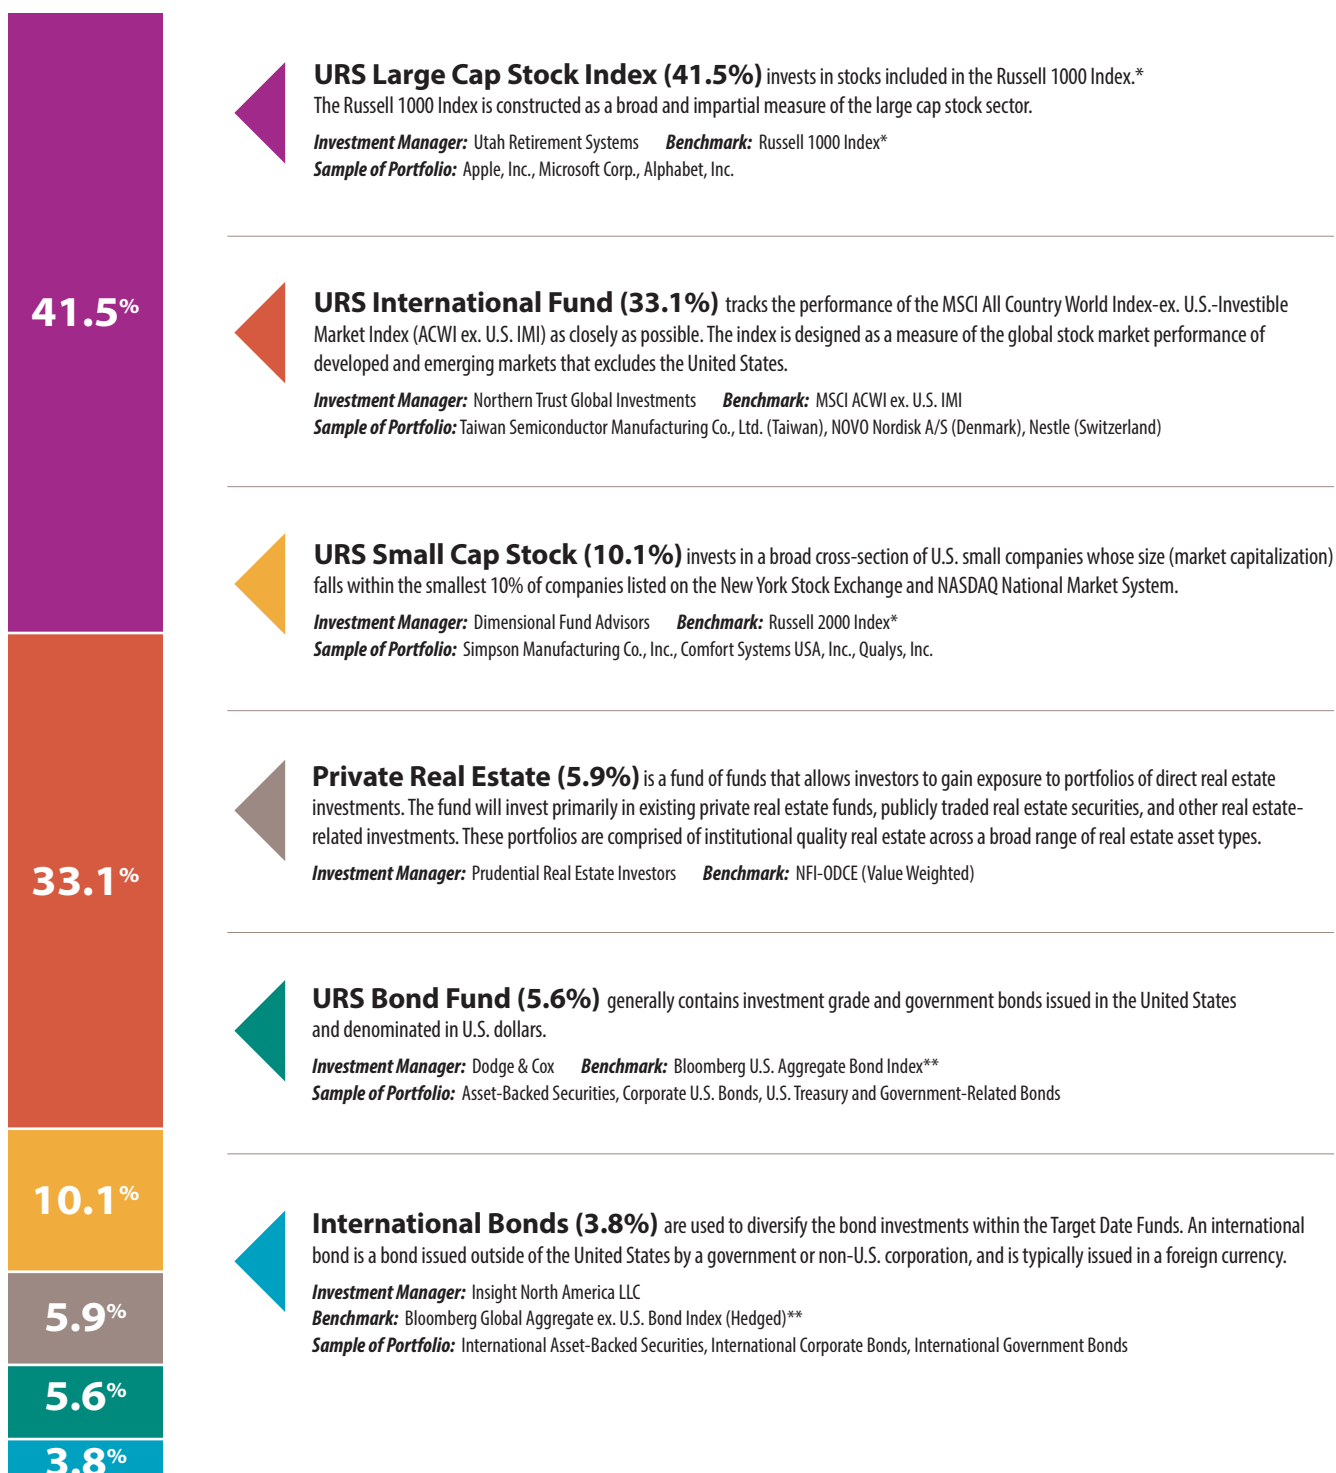 URS Large Cap Stock Index (41.5%) invests in stocks included in the Russell 1000 Index.*
The Russell 1000 Index is constructed as a broad and impartial measure of the large cap stock sector.
Investment Manager: Utah Retirement Systems Benchmark: Russell 1000 Index*
Sample of Portfolio: Apple, Inc., Microsoft Corp., Alphabet, Inc.
41.5%
URS International Fund (33.1%) tracks the performance of the MSCI All Country World Index-ex. U.S.-Investible
Market Index (ACWI ex. U.S. IMI) as closely as possible. The index is designed as a measure of the global stock market performance of
developed and emerging markets that excludes the United States.
Investment Manager: Northern Trust Global Investments Benchmark: MSCI ACWI ex. U.S. IMI
Sample of Portfolio: Taiwan Semiconductor Manufacturing Co., Ltd. (Taiwan), NOVO Nordisk A/S (Denmark), Nestle (Switzerland)
URS Small Cap Stock (10.1%) invests in a broad cross-section of U.S. small companies whose size (market capitalization)
falls within the smallest 10% of companies listed on the New York Stock Exchange and NASDAQ National Market System.
Investment Manager: Dimensional Fund Advisors Benchmark: Russell 2000 Index*
Sample of Portfolio: Simpson Manufacturing Co., Inc., Comfort Systems USA, Inc., Qualys, Inc.
Private Real Estate (5.9%) is a fund of funds that allows investors to gain exposure to portfolios of direct real estate
investments. The fund will invest primarily in existing private real estate funds, publicly traded real estate securities, and other real estate-
related investments. These portfolios are comprised of institutional quality real estate across a broad range of real estate asset types.
Investment Manager: Prudential Real Estate Investors Benchmark: NFI-ODCE (Value Weighted)
33.1%
URS Bond Fund (5.6%) generally contains investment grade and government bonds issued in the United States
and denominated in U.S. dollars.
Investment Manager: Dodge & Cox Benchmark: Bloomberg U.S. Aggregate Bond Index**
Sample of Portfolio: Asset-Backed Securities, Corporate U.S. Bonds, U.S. Treasury and Government-Related Bonds
10.1%
International Bonds (3.8%) are used to diversify the bond investments within the Target Date Funds. An international
bond is a bond issued outside of the United States by a government or non-U.S. corporation, and is typically issued in a foreign currency.
Investment Manager: Insight North America LLC
Benchmark: Bloomberg Global Aggregate ex. U.S. Bond Index (Hedged)**
Sample of Portfolio: International Asset-Backed Securities, International Corporate Bonds, International Government Bonds
5.9%
5.6%
3.8%